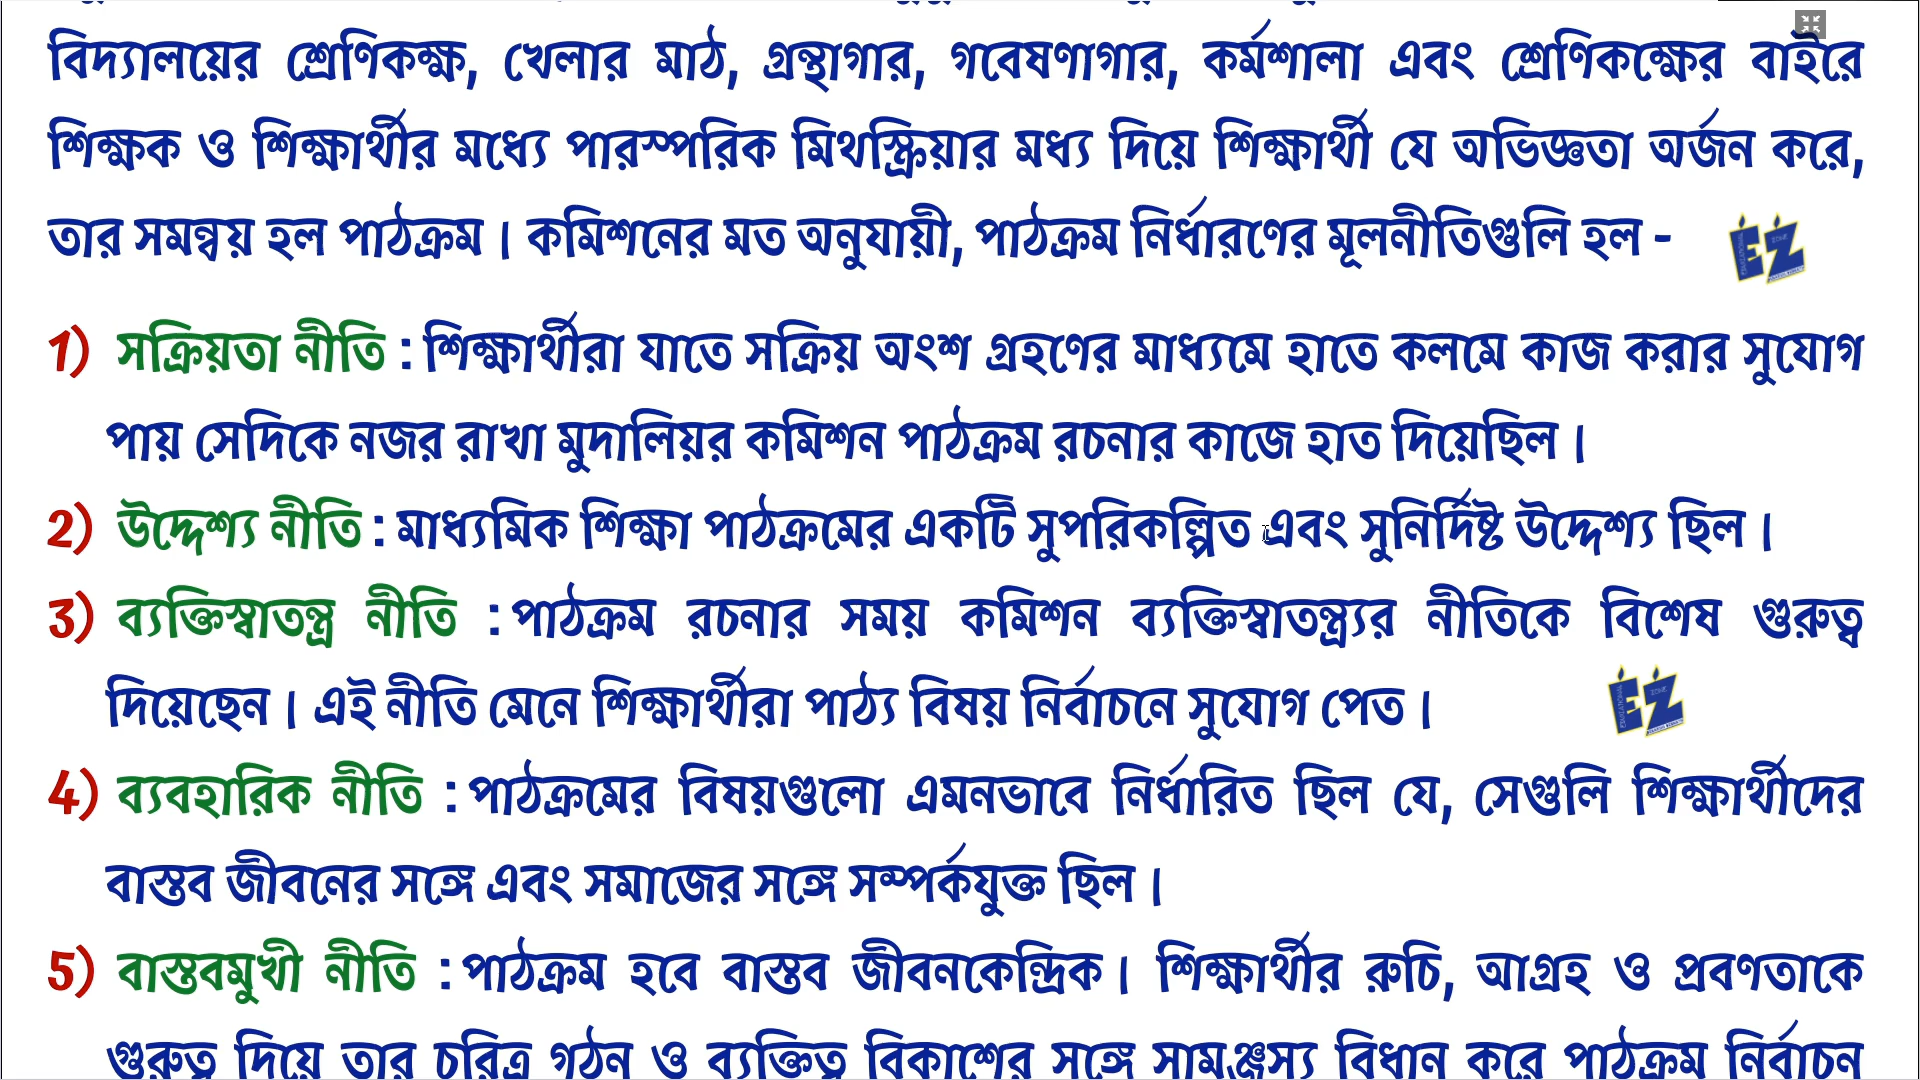 বিদ্যালয়ের শ্রেণিকক্ষ, খেলার মাঠ, গ্রন্থাগার, গবেষণাগার, কর্মশালা এবং শ্রেণিকক্ষের বাইরে
শিক্ষক ও শিক্ষার্থীর মধ্যে পারস্পরিক মিথস্ক্রিয়ার মধ্য দিয়ে শিক্ষার্থী যে অভিজ্ঞতা অর্জন করে,
তার সমন্বয় হল পাঠক্রম। কমিশনের মত অনুযায়ী, পাঠক্রম নির্ধারণের মূলনীতিগুলি হল -
EZ
1) সক্রিয়তা নীতি : শিক্ষার্থীরা যাতে সক্রিয় অংশ গ্রহণের মাধ্যমে হাতে কলমে কাজ করার সুযোগ
পায় সেদিকে নজর রাখা মুদালিয়র কমিশন পাঠক্রম রচনার কাজে হাত দিয়েছিল।
2) উদ্দেশ্য নীতি : মাধ্যমিক শিক্ষা পাঠক্রমের একটি সুপরিকল্পিত এবং সুনির্দিষ্ট উদ্দেশ্য ছিল।
3) ব্যক্তিস্বাতন্ত্র নীতি : পাঠক্রম রচনার সময় কমিশন ব্যক্তিস্বাতন্ত্র্যর নীতিকে বিশেষ গুরুত্ব
দিয়েছেন। এই নীতি মেনে শিক্ষার্থীরা পাঠ্য বিষয় নির্বাচনে সুযোগ পেত।
EZ
4) ব্যবহারিক নীতি : পাঠক্রমের বিষয়গুলো এমনভাবে নির্ধারিত ছিল যে, সেগুলি শিক্ষার্থীদের
বাস্তব জীবনের সঙ্গে এবং সমাজের সঙ্গে সম্পর্কযুক্ত ছিল।
5) বাস্তবমুখী নীতি : পাঠক্রম হবে বাস্তব জীবনকেন্দ্রিক। শিক্ষার্থীর রুচি, আগ্রহ ও প্রবণতাকে
গুরুত্ব দিয়ে তার চরিত্র গঠন ও ব্যক্তিত্ব বিকাশের সঙ্গে সামঞ্জস্য বিধান করে পাঠক্রম নির্বাচন